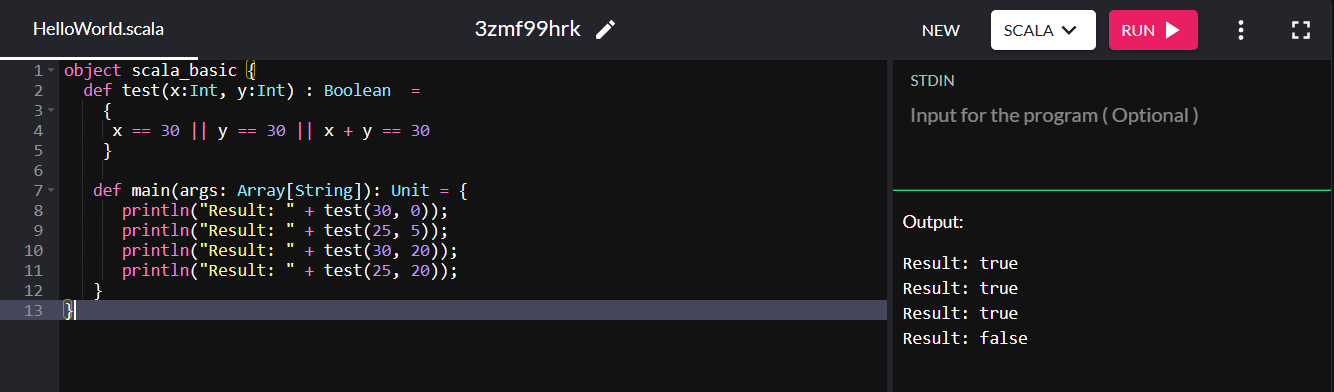 HelloWorld.scala
3zmf99hrk
NEW
SCALA
RUN
1 object scala_basic {
2 def test(x:Int, y:Int) : Boolean =
3 {
4 x == 30 || y == 30 || x + y == 30
5 }
6
7 def main(args: Array[String]): Unit = {
8 println("Result: " + test(30, 0));
9 println("Result: " + test(25, 5));
10 println("Result: " + test(30, 20));
11 println("Result: " + test(25, 20));
12 }
13 }
STDIN
Input for the program ( Optional )
Output:
Result: true
Result: true
Result: true
Result: false